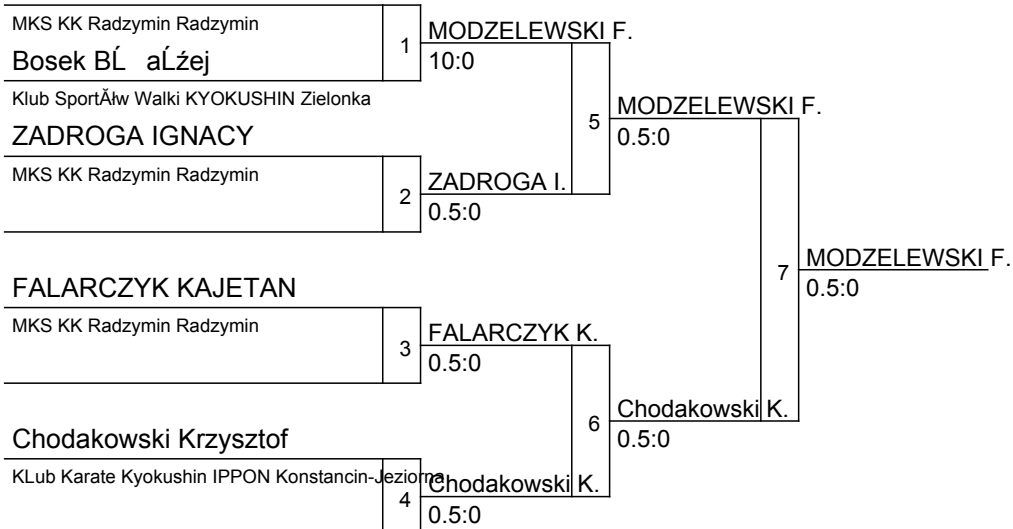 MKS KK Radzymin Radzymin
1
MODZELEWSKI F.
Bosek BĹ aĹźej
10:0
Klub SportĂłw Walki KYOKUSHIN Zielonka
5
MODZELEWSKI F.
0.5:0
ZADROGA IGNACY
MKS KK Radzymin Radzymin
2
ZADROGA I.
0.5:0
7
MODZELEWSKI F.
0.5:0
FALARCZYK KAJETAN
MKS KK Radzymin Radzymin
3
FALARCZYK K.
0.5:0
6
Chodakowski K.
0.5:0
Chodakowski Krzysztof
KLub Karate Kyokushin IPPON Konstancin-Jeziorna
4
Chodakowski K.
0.5:0